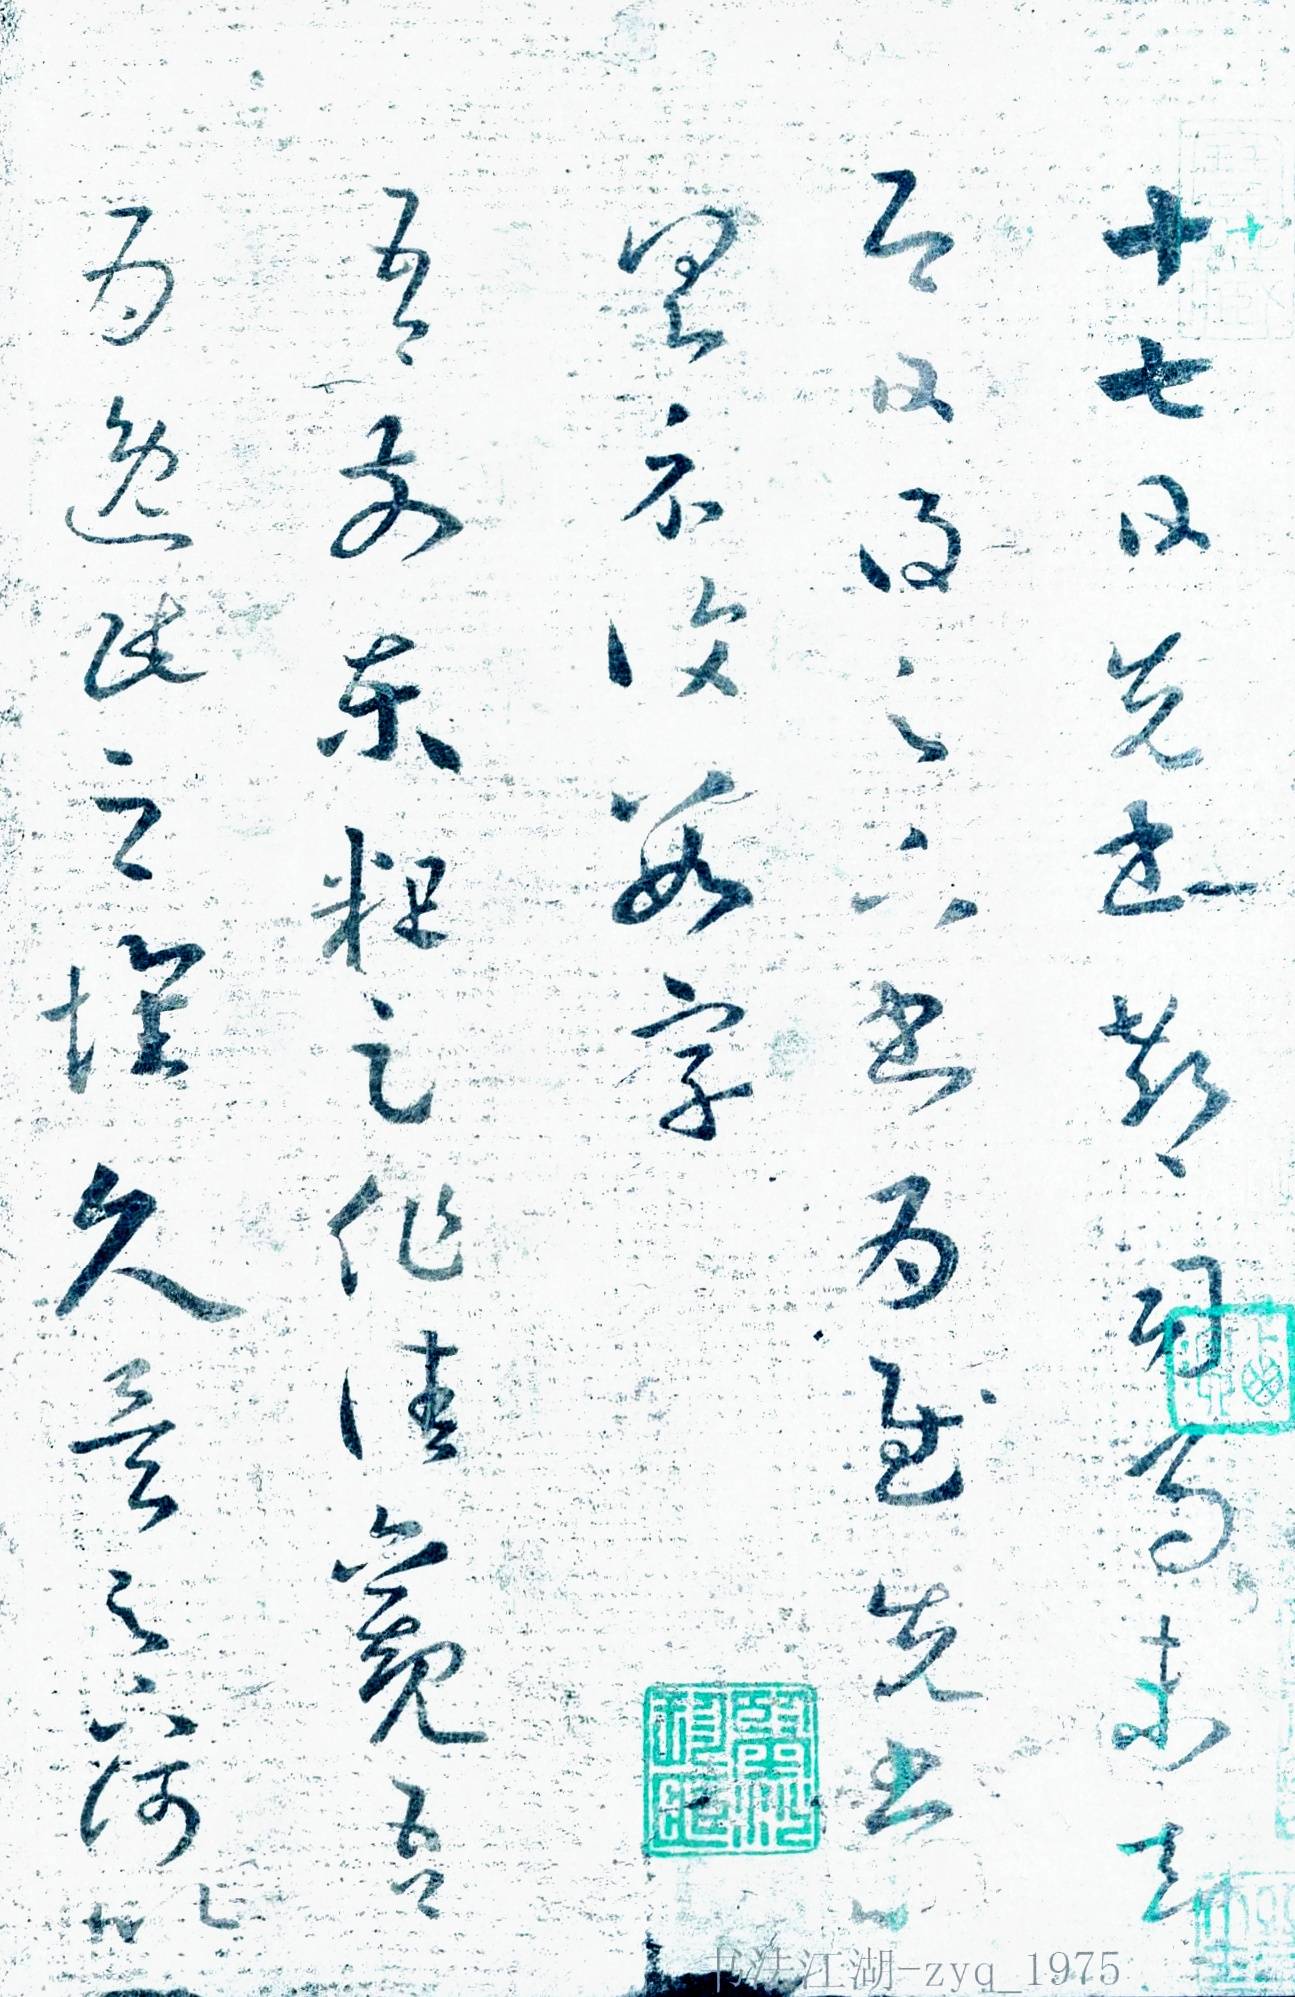 十七日先書郗司馬未去
即日得足下書為慰先書以
具示復數字
吾前東粗足作佳觀吾
為逸民之懷久矣足下何以
书法江湖-zyq_1975